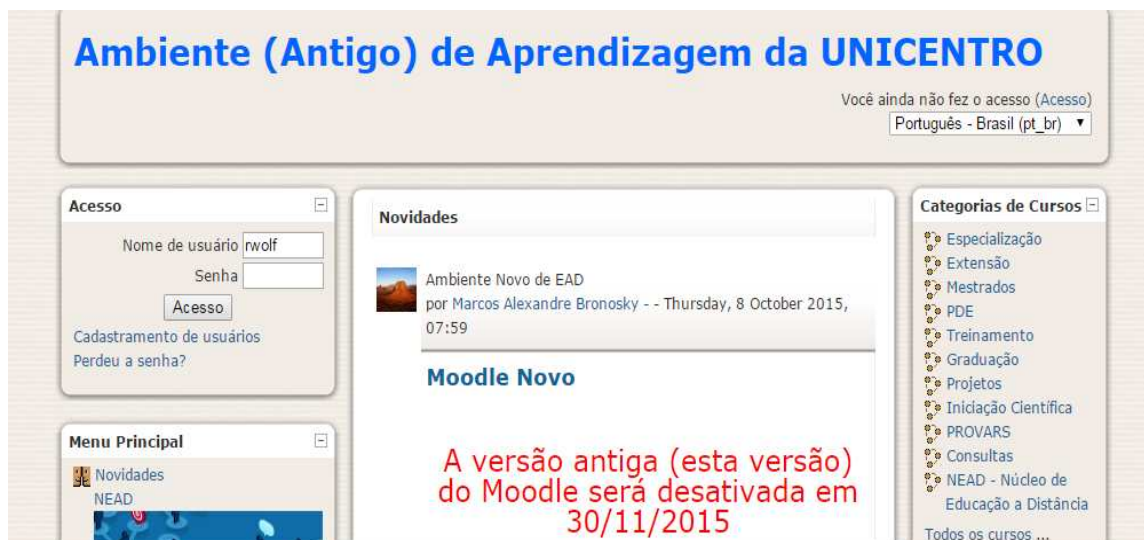 Ambiente (Antigo) de Aprendizagem da UNICENTRO
Você ainda não fez o acesso (Acesso)
Português - Brasil (pt_br)
Acesso
Nome de usuário rwolf
Senha
Acesso
Cadastramento de usuários
Perdeu a senha?
Menu Principal
Novidades
NEAD
Novidades
Ambiente Novo de EAD
por Marcos Alexandre Bronosky - - Thursday, 8 October 2015,
07:59
Moodle Novo
A versão antiga (esta versão)
do Moodle será desativada em
30/11/2015
Categorias de Cursos
Especialização
Extensão
Mestrados
PDE
Treinamento
Graduação
Projetos
Iniciação Científica
PROVARS
Consultas
NEAD - Núcleo de
Educação a Distância
Todos os cursos ...